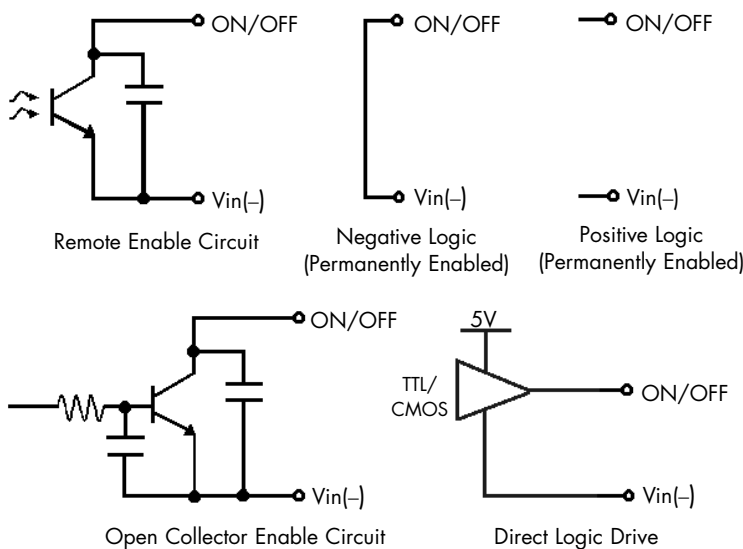 ON/OFF
Vin(–)
Remote Enable Circuit
ON/OFF
Vin(–)
Negative Logic
(Permanently Enabled)
ON/OFF
Vin(–)
Positive Logic
(Permanently Enabled)
ON/OFF
Vin(–)
Open Collector Enable Circuit
5V
TTL/
CMOS
ON/OFF
Vin(–)
Direct Logic Drive